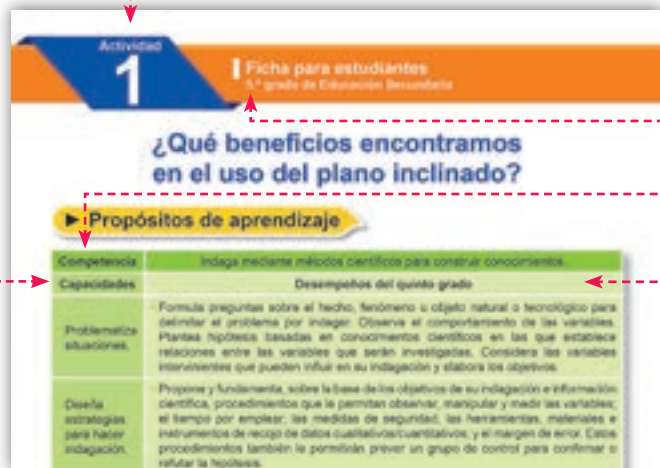 Actividad
1
Ficha para estudiantes
5.° grado de Educación Secundaria
¿Qué beneficios encontramos
en el uso del plano inclinado?
Propósitos de aprendizaje
Competencia
Indaga mediante métodos científicos para construir conocimientos.
Capacidades
Desempeños del quinto grado
Problematiza
situaciones.
· Formula preguntas sobre el hecho, fenómeno u objeto natural o tecnológico para
delimitar el problema por indagar. Observa el comportamiento de las variables.
Plantea hipótesis basadas en conocimientos científicos en las que establece
relaciones entre las variables que serán investigadas. Considera las variables
intervinientes que pueden influir en su indagación y elabora los objetivos.
Diseña
estrategias
para hacer
indagación.
· Propone y fundamenta, sobre la base de los objetivos de su indagación e información
científica, procedimientos que le permitan observar, manipular y medir las variables;
el tiempo por emplear; las medidas de seguridad, las herramientas, materiales e
instrumentos de recojo de datos cualitativos/cuantitativos; y el margen de error. Estos
procedimientos también le permitirán prever un grupo de control para confirmar o
refutar la hipótesis.